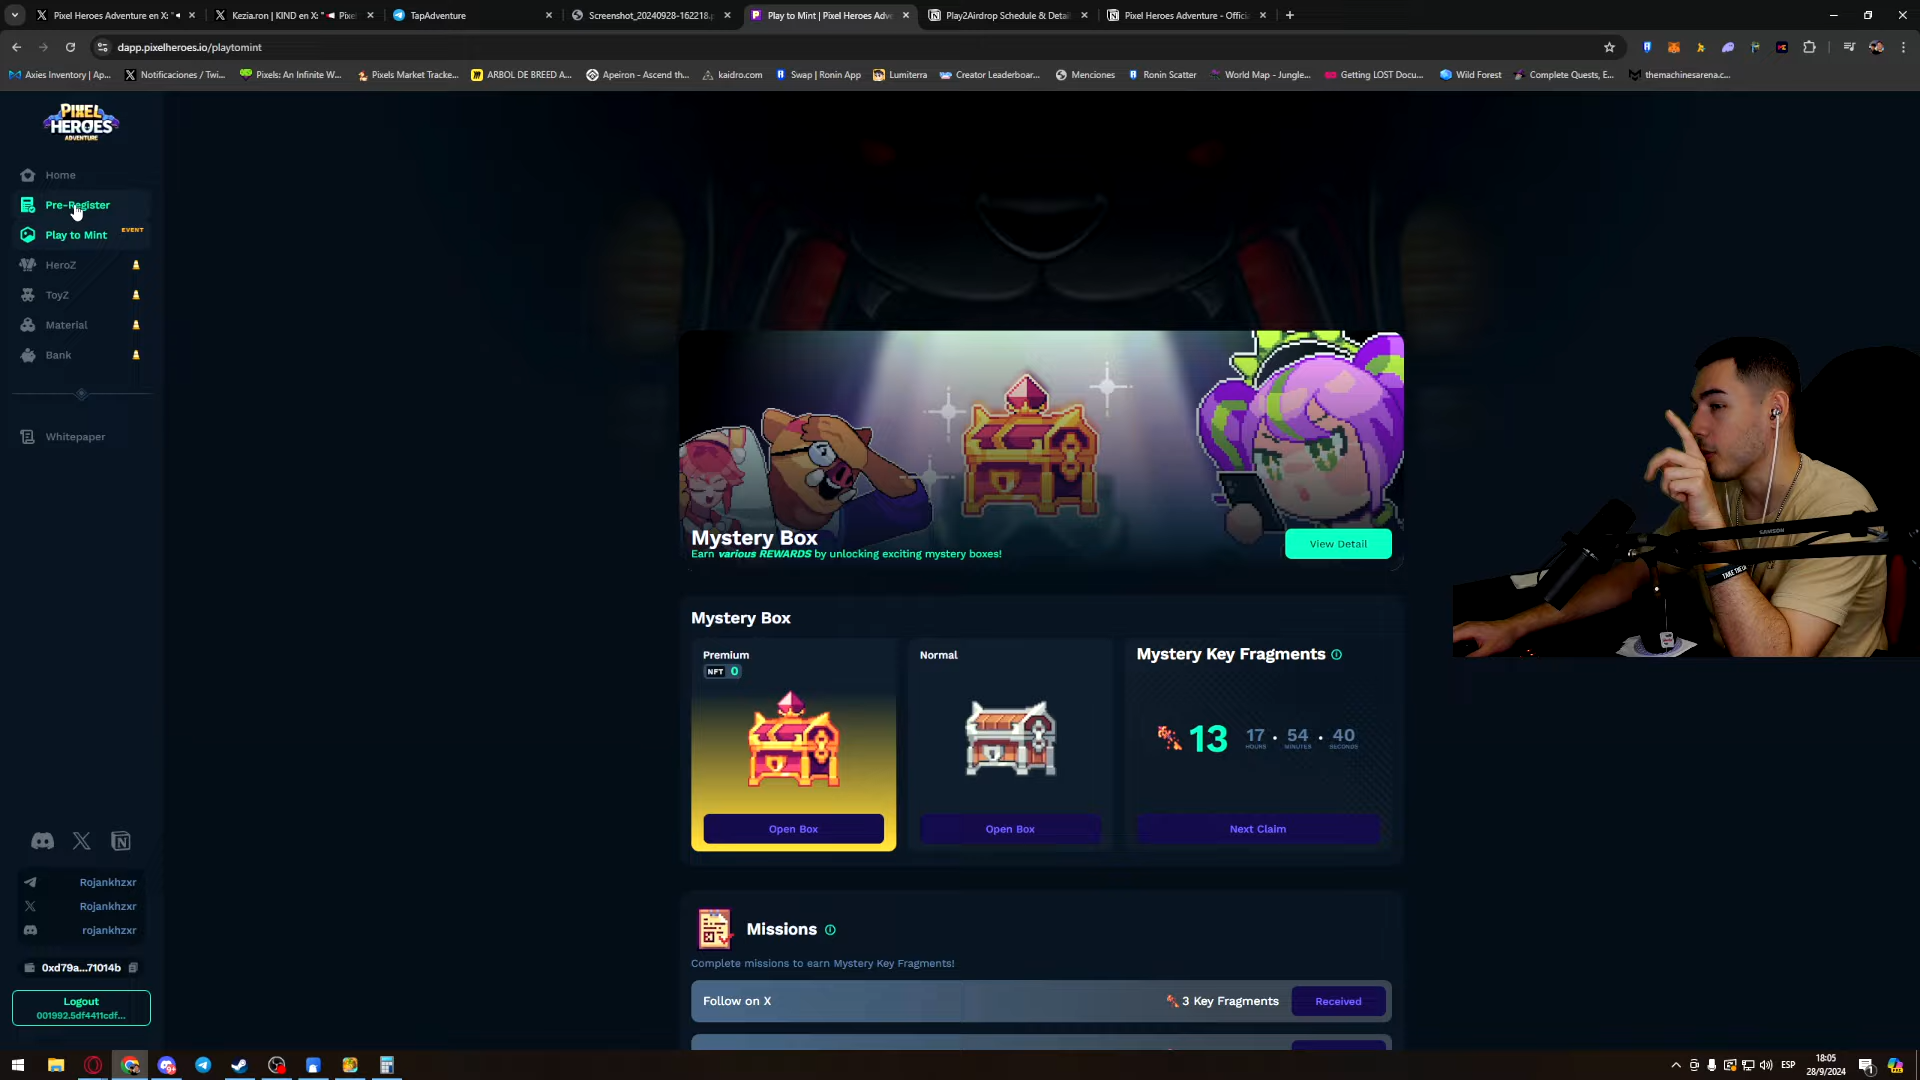 Pixel Heroes Adventure en X: "
Kezia.ron | KIND en X: "
TapAdventure
Screenshot_20240928-162218.
Play to Mint | Pixel Heroes Adv
Play2Airdrop Schedule & Detai
Pixel Heroes Adventure - Offici
dapp.pixelheroes.io/playtomint
Axies Inventory | Ap...
Notificaciones / Twi...
Pixels: An Infinite W...
Pixels Market Tracke...
ARBOL DE BREED A...
Apeiron - Ascend th...
kaidro.com
Swap | Ronin App
Lumiterra
Creator Leaderboar...
Menciones
Ronin Scatter
World Map - Jungle...
Getting LOST Docu...
Wild Forest
Complete Quests, E...
themachinesarena.c...
PIXEL
HEROES
ADVENTURE
Home
Pre-Register
Play to Mint EVENT
HeroZ
ToyZ
Material
Bank
Whitepaper
Rojankhzxr
Rojankhzxr
rojankhzxr
0xd79a...71014b
Logout
001992.5df4411cdf...
Mystery Box
Earn various REWARDS by unlocking exciting mystery boxes!
View Detail
Mystery Box
Premium
NFT 0
Open Box
Normal
Open Box
Mystery Key Fragments
13 17 54 40
HOURS MINUTES SECONDS
Next Claim
Missions
Complete missions to earn Mystery Key Fragments!
Follow on X 3 Key Fragments Received
SAMSON
ESP
18:05
28/9/2024
1